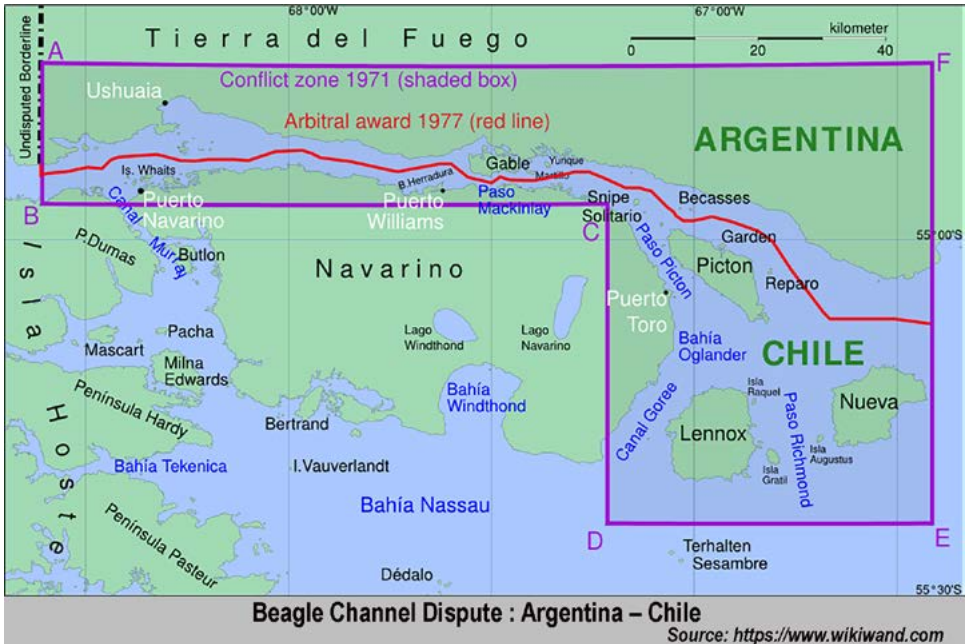 68°00'W
67°00'W
kilometer
0 20 40
Tierra del Fuego
A
F
Undisputed Borderline
Conflict zone 1971 (shaded box)
Ushuaia
Arbitral award 1977 (red line)
ARGENTINA
Is. Whaits
B. Herradura
Gable
Yunque
Martillo
Paso
Mackinlay
Snipe
Solitario
Becasses
B
Canal
Murray
Puerto
Navarino
Puerto
Williams
C
55°00'S
Garden
Paso Picton
Picton
Reparo
P.Dumas
Butlon
Navarino
Puerto
Toro
Isla Hoste
Pacha
Mascart
Milna
Edwards
Lago
Windthond
Lago
Navarino
Bahía
Oglander
CHILE
Península Hardy
Bahía
Windthond
Isla
Raquel
Nueva
Bertrand
Canal Goree
Lennox
Paso Richmond
Isla
Augustus
Isla
Gratil
Bahía Tekenica
I.Vauverlandt
Bahía Nassau
D
E
Península Pasteur
Terhalten
Sesambre
Dédalo
55°30'S
Beagle Channel Dispute : Argentina – Chile
Source: https://www.wikiwand.com